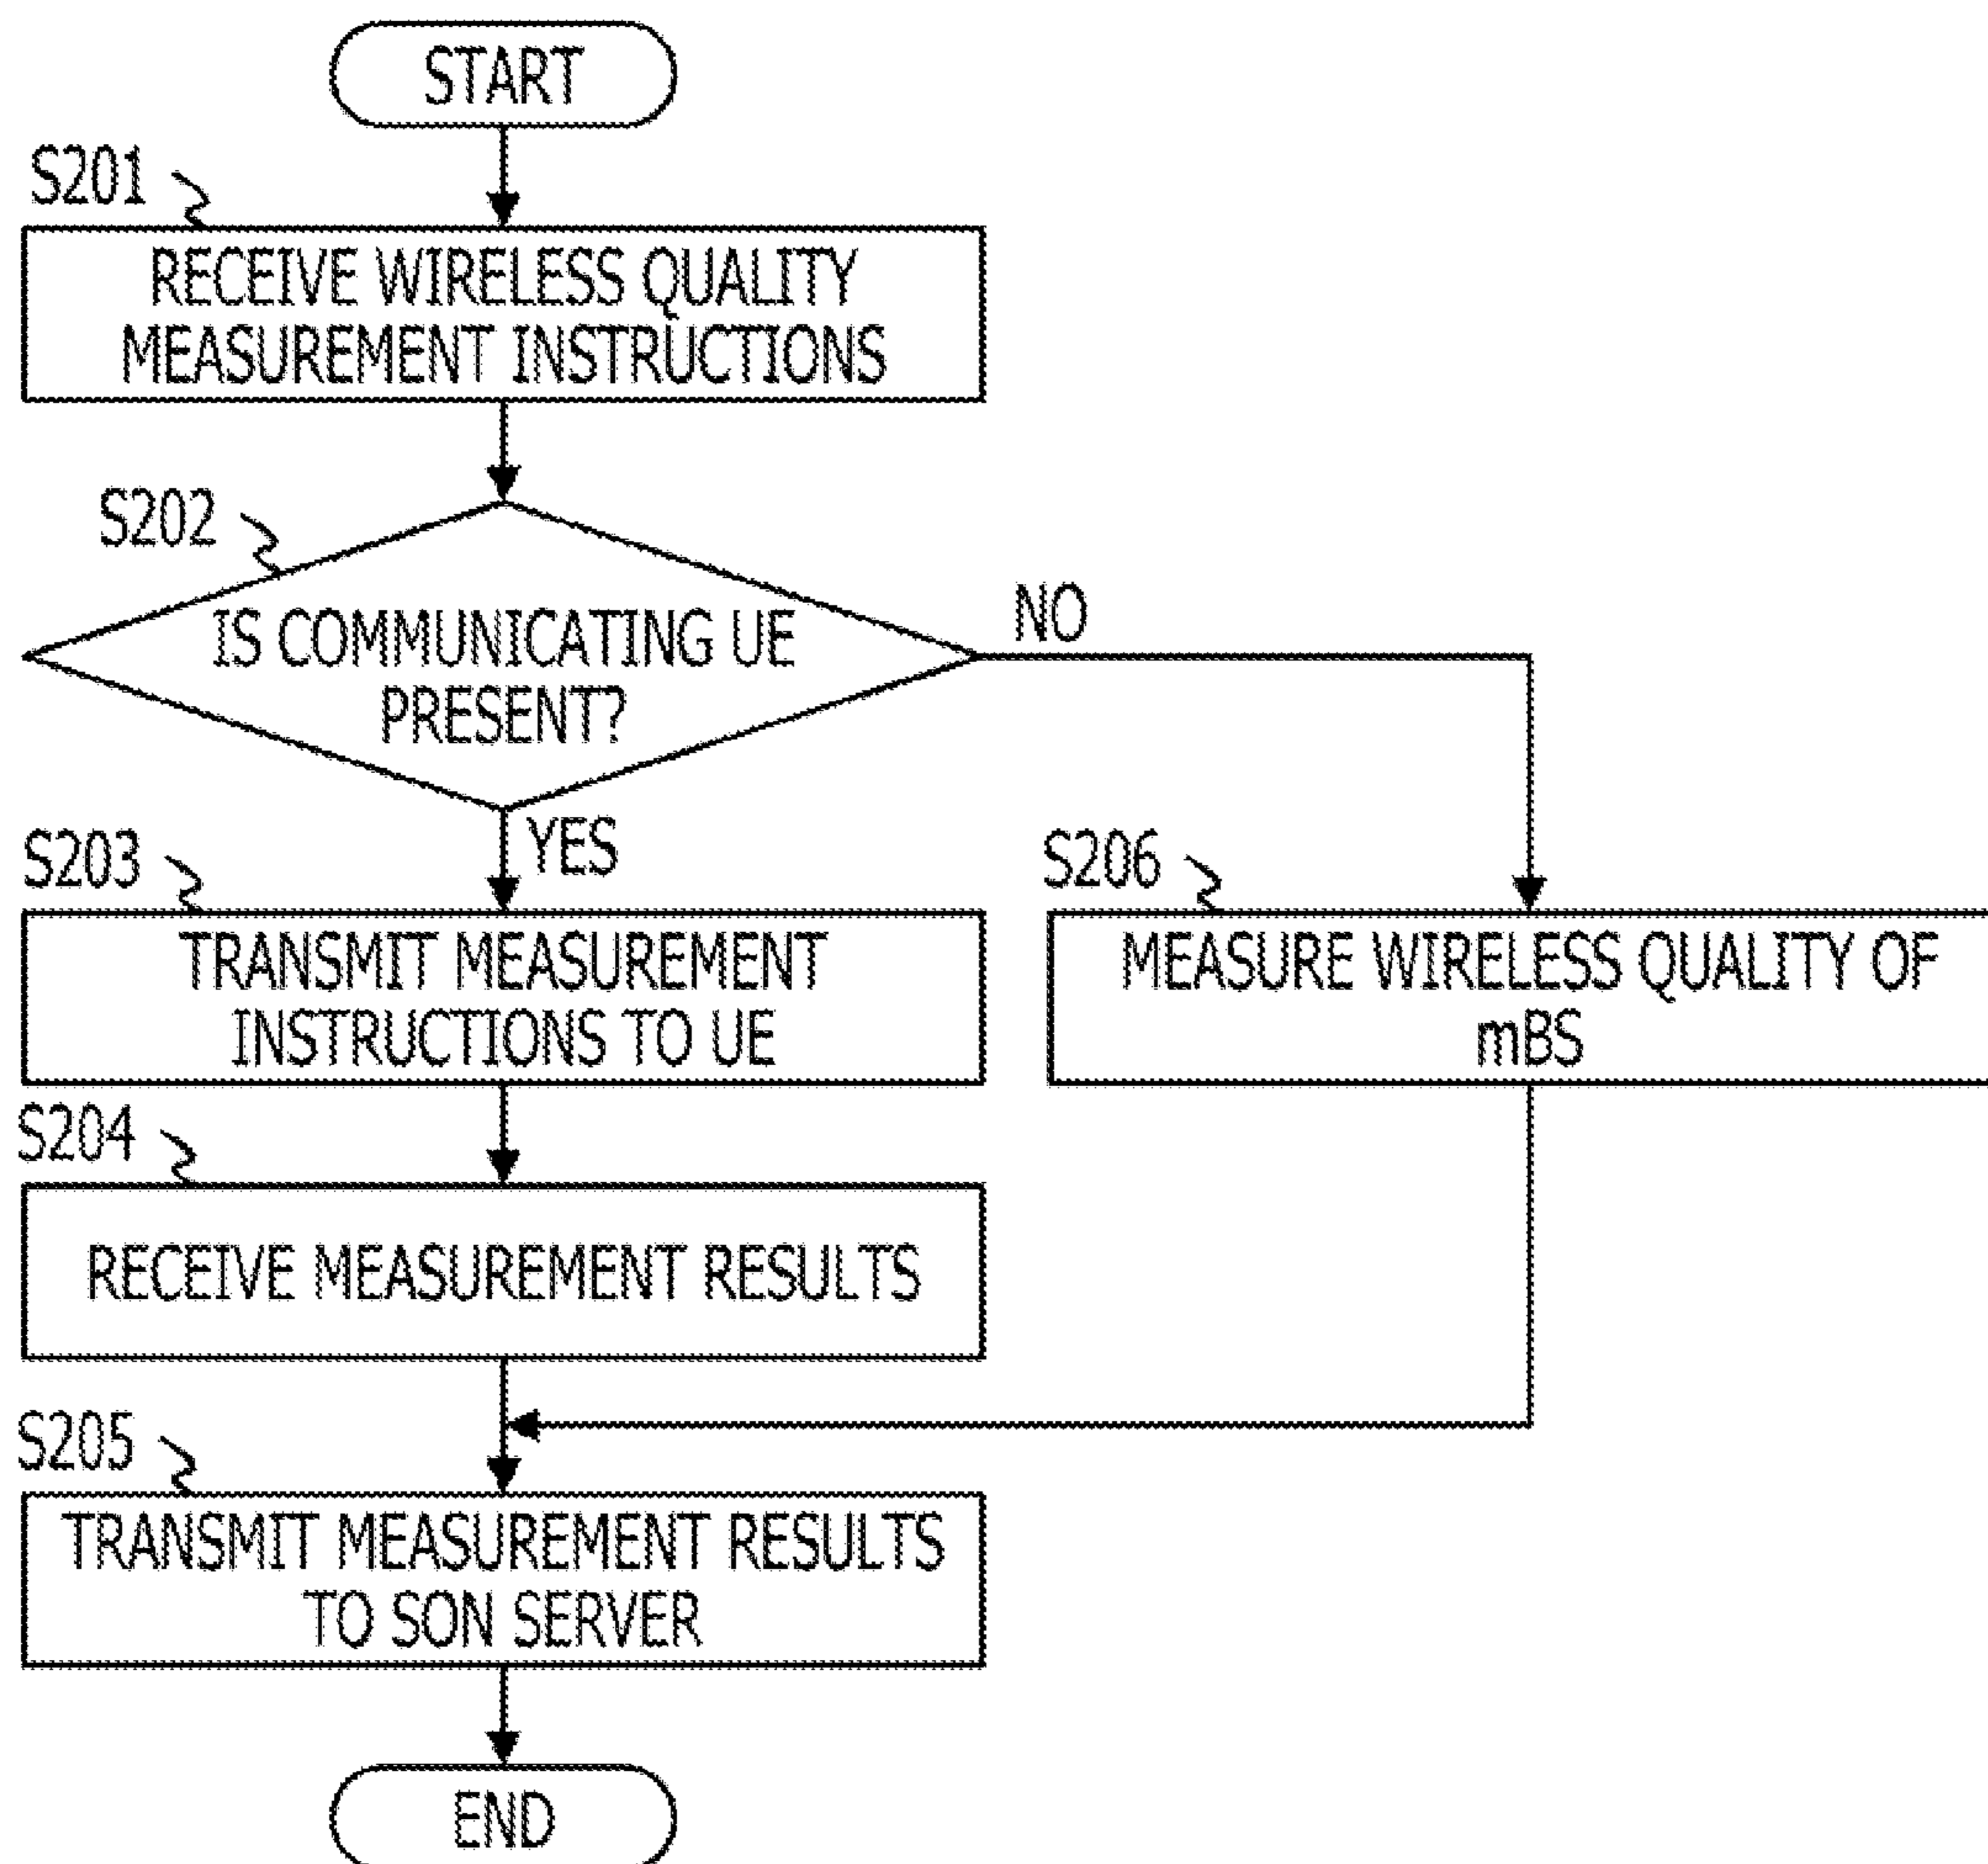 START
S201
RECEIVE WIRELESS QUALITY
MEASUREMENT INSTRUCTIONS
S202
IS COMMUNICATING UE
PRESENT?
NO
YES
S203
TRANSMIT MEASUREMENT
INSTRUCTIONS TO UE
S206
MEASURE WIRELESS QUALITY OF
mBS
S204
RECEIVE MEASUREMENT RESULTS
S205
TRANSMIT MEASUREMENT RESULTS
TO SON SERVER
END